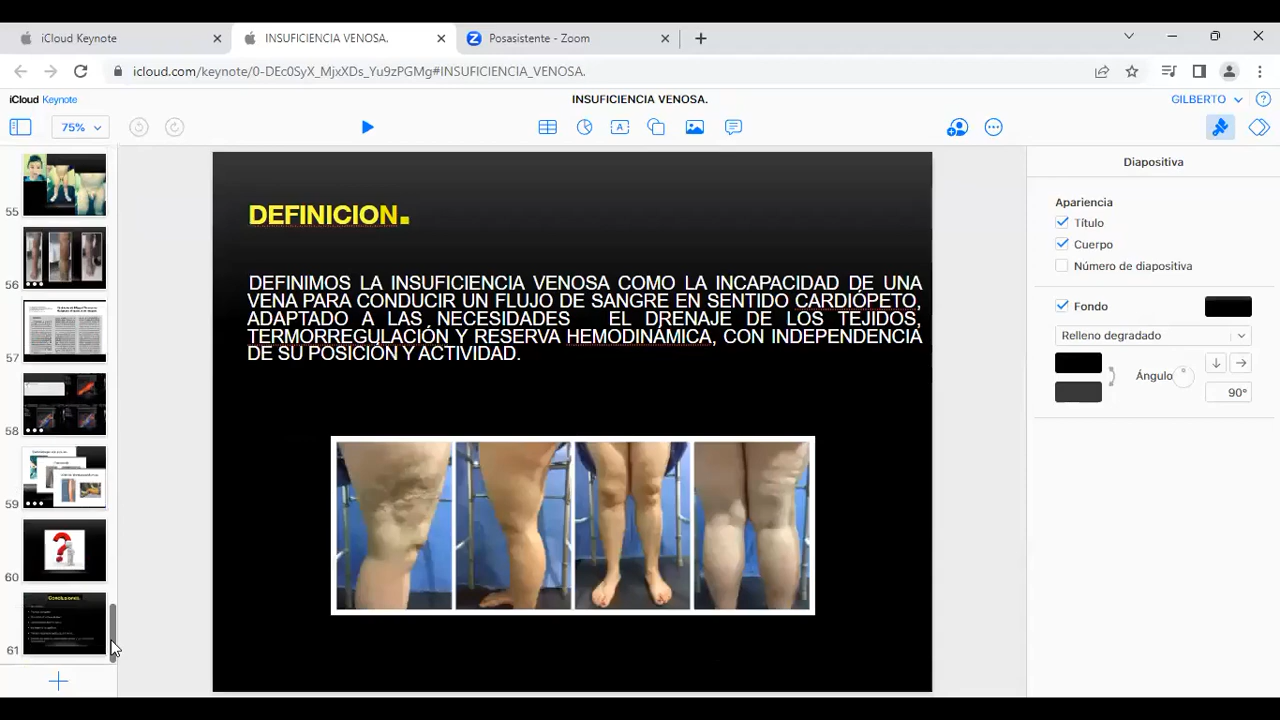 iCloud Keynote
INSUFICIENCIA VENOSA.
Posasistente - Zoom
icloud.com/keynote/0-DEc0SyX_MjxXDs_Yu9zPGMg#INSUFICIENCIA_VENOSA.
iCloud Keynote
INSUFICIENCIA VENOSA.
GILBERTO
75%
55
56
57
58
59
60
Conclusiones.
61
DEFINICION.
DEFINIMOS LA INSUFICIENCIA VENOSA COMO LA INCAPACIDAD DE UNA
VENA PARA CONDUCIR UN FLUJO DE SANGRE EN SENTIDO CARDIÓPETO,
ADAPTADO A LAS NECESIDADES EL DRENAJE DE LOS TEJIDOS,
TERMORREGULACIÓN Y RESERVA HEMODINÁMICA, CON INDEPENDENCIA
DE SU POSICIÓN Y ACTIVIDAD.
Diapositiva
Apariencia
Título
Cuerpo
Número de diapositiva
Fondo
Relleno degradado
Ángulo
90°